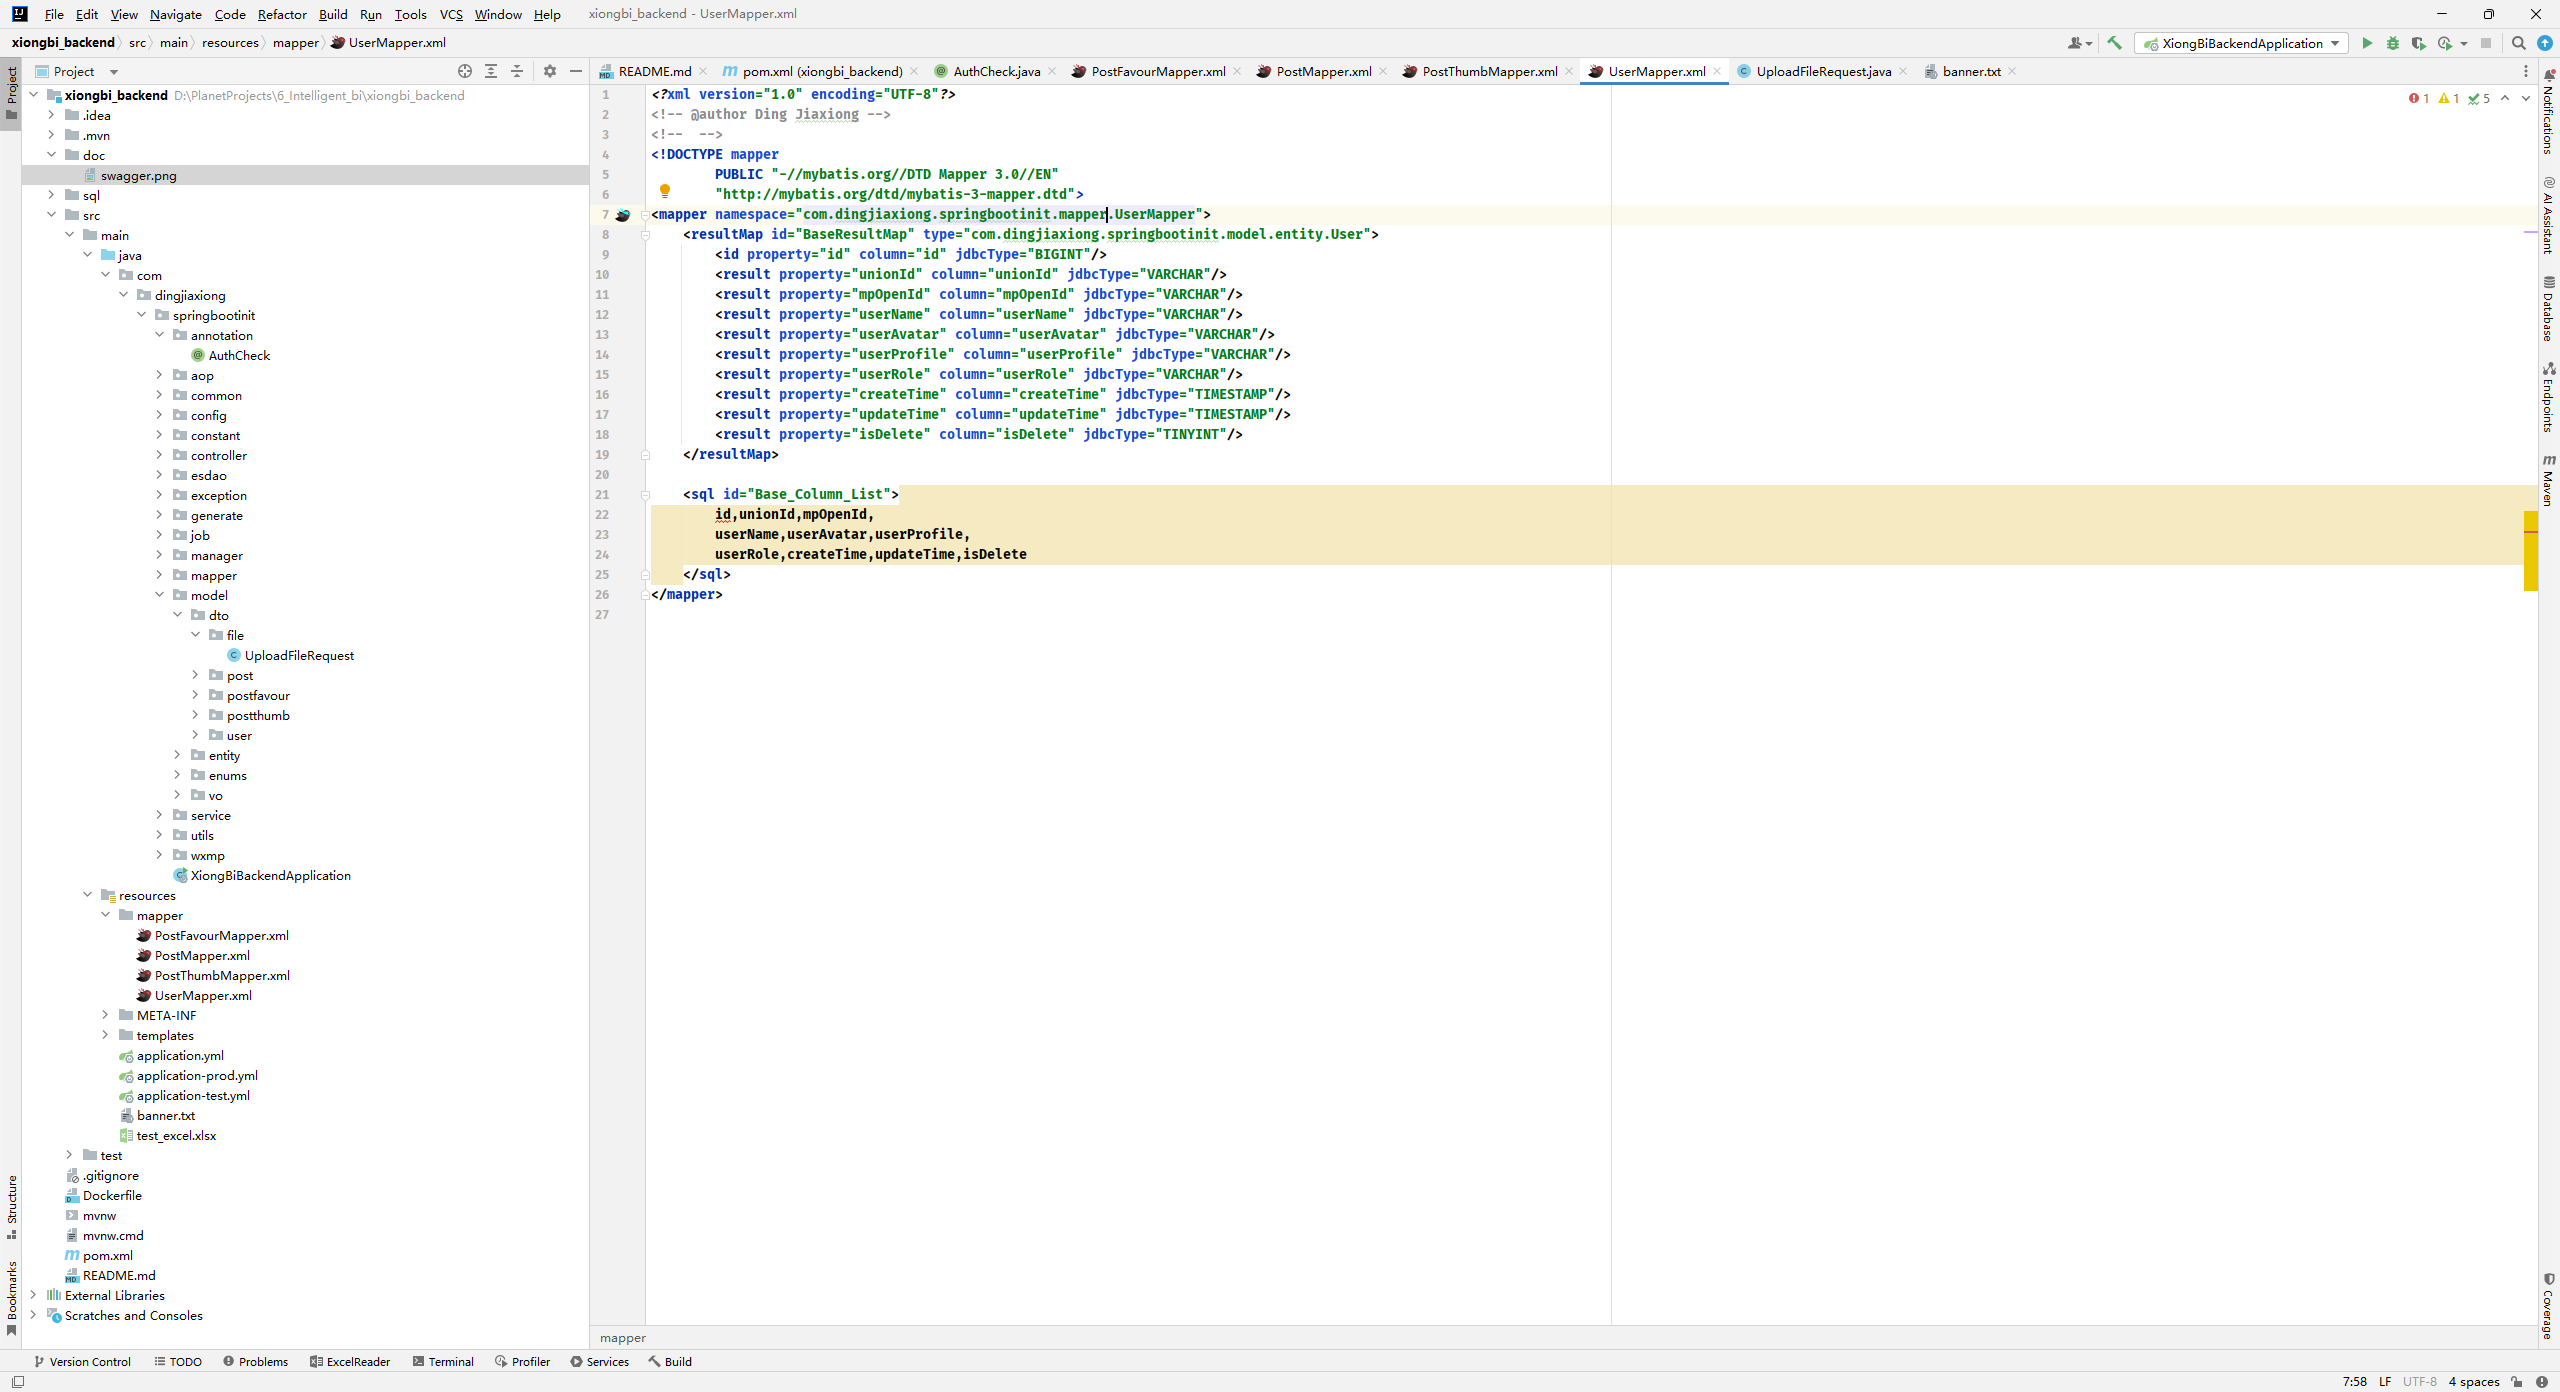 File Edit View Navigate Code Refactor Build Run Tools VCS Window Help xiongbi_backend - UserMapper.xml
xiongbi_backend src main resources mapper UserMapper.xml
XiongBiBackendApplication
Project
README.md pom.xml (xiongbi_backend) AuthCheck.java PostFavourMapper.xml PostMapper.xml PostThumbMapper.xml UserMapper.xml UploadFileRequest.java banner.txt
Project
Structure
Bookmarks
xiongbi_backend D:\PlanetProjects\6_Intelligent_bi\xiongbi_backend
.idea
.mvn
doc
swagger.png
sql
src
main
java
com
dingjiaxiong
springbootinit
annotation
AuthCheck
aop
common
config
constant
controller
esdao
exception
generate
job
manager
mapper
model
dto
file
UploadFileRequest
post
postfavour
postthumb
user
entity
enums
vo
service
utils
wxmp
XiongBiBackendApplication
resources
mapper
PostFavourMapper.xml
PostMapper.xml
PostThumbMapper.xml
UserMapper.xml
META-INF
templates
application.yml
application-prod.yml
application-test.yml
banner.txt
test_excel.xlsx
test
.gitignore
Dockerfile
mvnw
mvnw.cmd
pom.xml
README.md
External Libraries
Scratches and Consoles
1 <?xml version="1.0" encoding="UTF-8"?>
2 <!-- @author Ding Jiaxiong -->
3 <!--  -->
4 <!DOCTYPE mapper
5         PUBLIC "-//mybatis.org//DTD Mapper 3.0//EN"
6         "http://mybatis.org/dtd/mybatis-3-mapper.dtd">
7 <mapper namespace="com.dingjiaxiong.springbootinit.mapper.UserMapper">
8     <resultMap id="BaseResultMap" type="com.dingjiaxiong.springbootinit.model.entity.User">
9         <id property="id" column="id" jdbcType="BIGINT"/>
10         <result property="unionId" column="unionId" jdbcType="VARCHAR"/>
11         <result property="mpOpenId" column="mpOpenId" jdbcType="VARCHAR"/>
12         <result property="userName" column="userName" jdbcType="VARCHAR"/>
13         <result property="userAvatar" column="userAvatar" jdbcType="VARCHAR"/>
14         <result property="userProfile" column="userProfile" jdbcType="VARCHAR"/>
15         <result property="userRole" column="userRole" jdbcType="VARCHAR"/>
16         <result property="createTime" column="createTime" jdbcType="TIMESTAMP"/>
17         <result property="updateTime" column="updateTime" jdbcType="TIMESTAMP"/>
18         <result property="isDelete" column="isDelete" jdbcType="TINYINT"/>
19     </resultMap>
20
21     <sql id="Base_Column_List">
22         id,unionId,mpOpenId,
23         userName,userAvatar,userProfile,
24         userRole,createTime,updateTime,isDelete
25     </sql>
26 </mapper>
27
1 1 5
Notifications
AI Assistant
Database
Endpoints
Maven
Coverage
mapper
Version Control TODO Problems ExcelReader Terminal Profiler Services Build
7:58 LF UTF-8 4 spaces